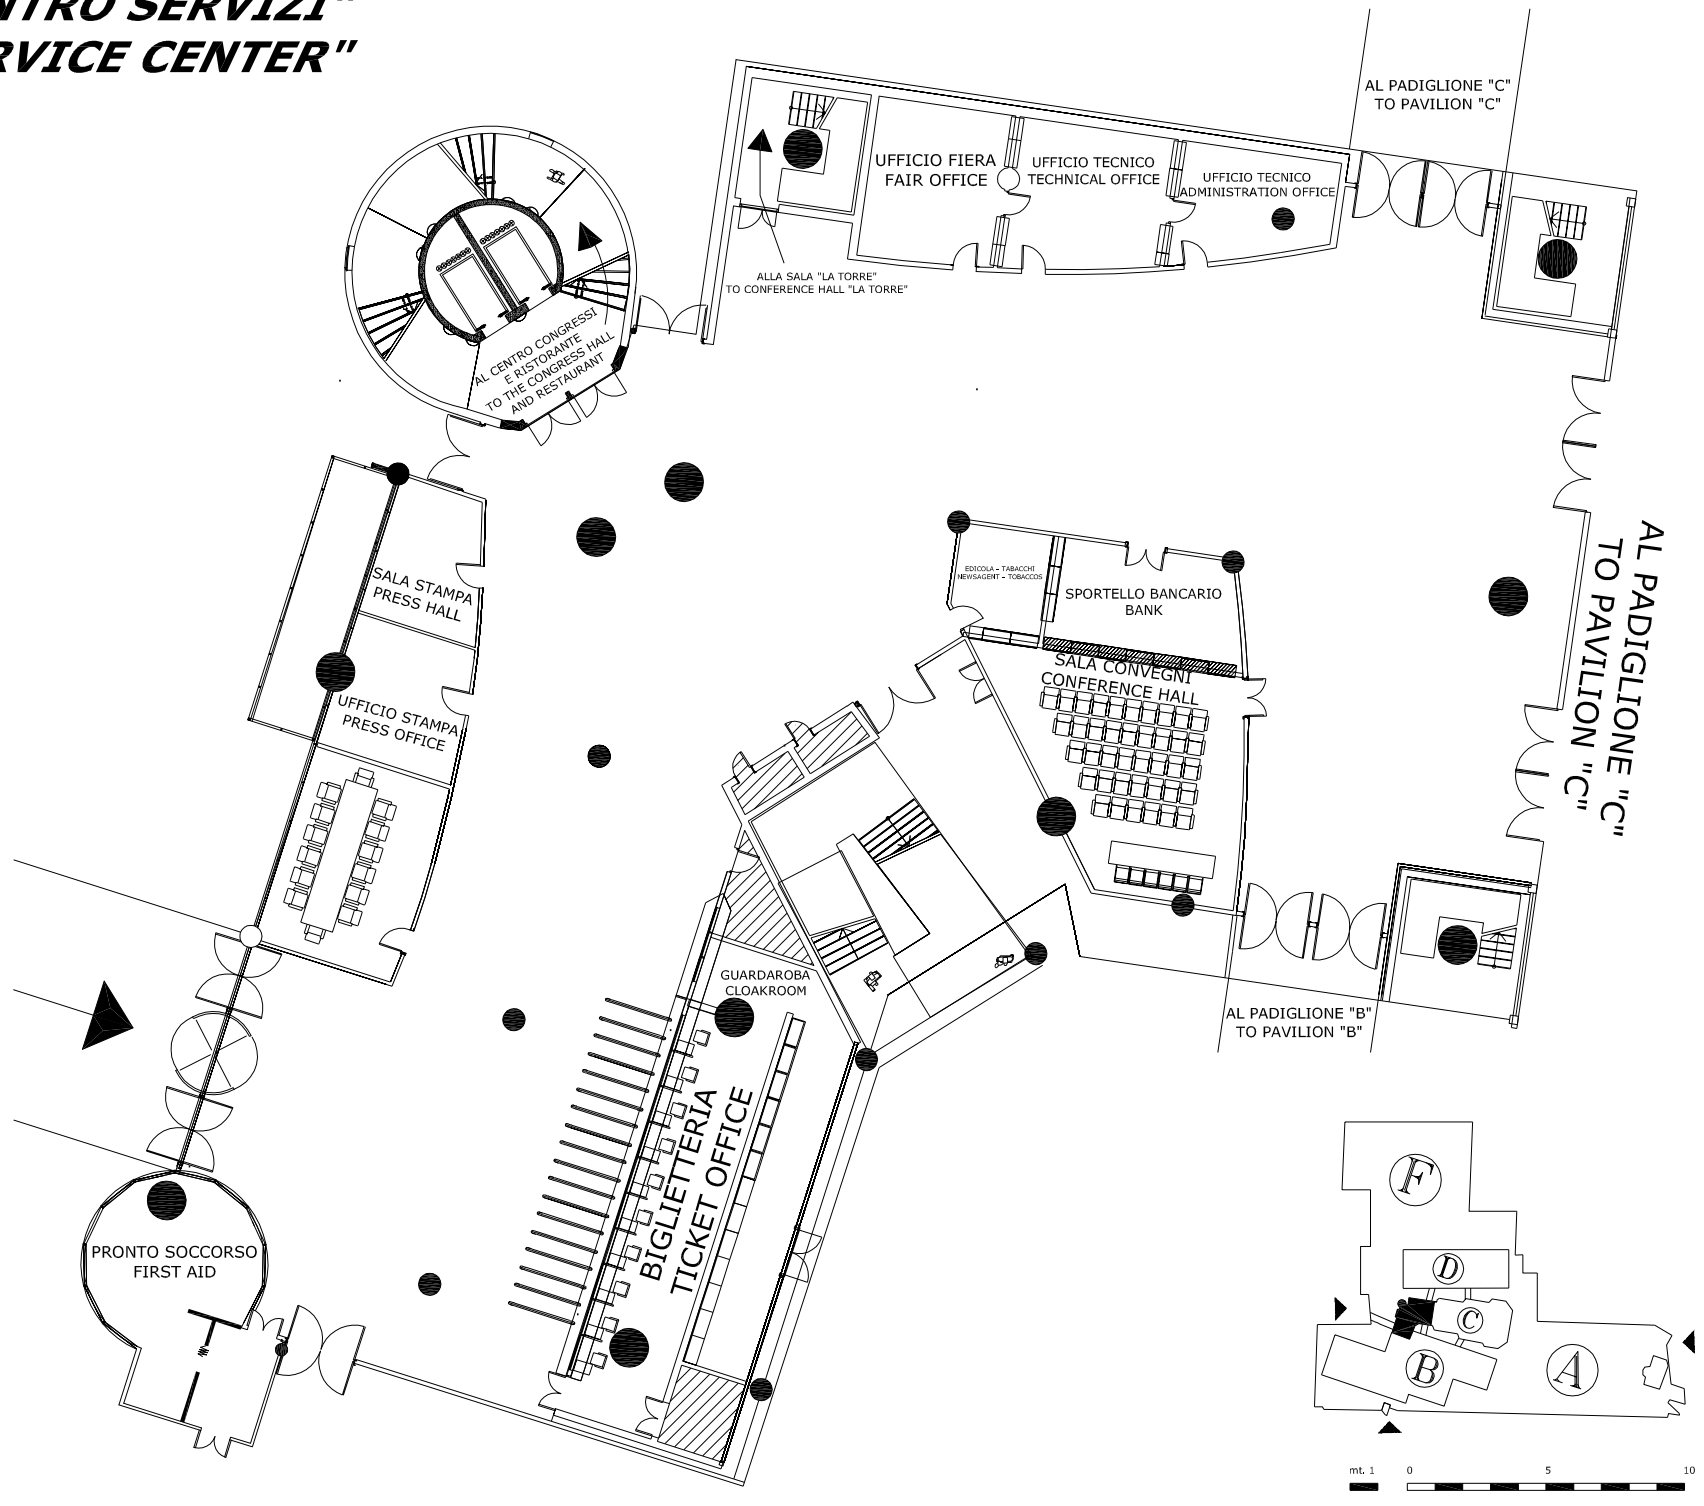 NTRO SERVIZI"
RVICE CENTER"
AL PADIGLIONE "C"
TO PAVILION "C"
UFFICIO FIERA
FAIR OFFICE
UFFICIO TECNICO
TECHNICAL OFFICE
UFFICIO TECNICO
ADMINISTRATION OFFICE
ALLA SALA "LA TORRE"
TO CONFERENCE HALL "LA TORRE"
AL CENTRO CONGRESSI
E RISTORANTE
TO THE CONGRESS HALL
AND RESTAURANT
AL PADIGLIONE "C"
TO PAVILION "C"
EDICOLA - TABACCHI
NEWSAGENT - TOBACCOS
SPORTELLO BANCARIO
BANK
SALA STAMPA
PRESS HALL
SALA CONVEGNI
CONFERENCE HALL
UFFICIO STAMPA
PRESS OFFICE
GUARDAROBA
CLOAKROOM
AL PADIGLIONE "B"
TO PAVILION "B"
BIGLIETTERIA
TICKET OFFICE
PRONTO SOCCORSO
FIRST AID
F
D
C
B
A
mt. 1 0 5 10